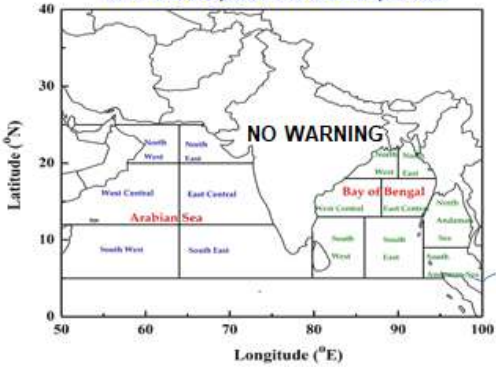 40
30
20
10
0
Latitude (°N)
NO WARNING
North
West
North
East
West Central
East Central
Arabian Sea
South West
South East
North
West
North
East
Bay of Bengal
West Central
East Central
South
West
South
East
North
Andaman
Sea
South
Andaman Sea
50
60
70
80
90
100
Longitude (°E)